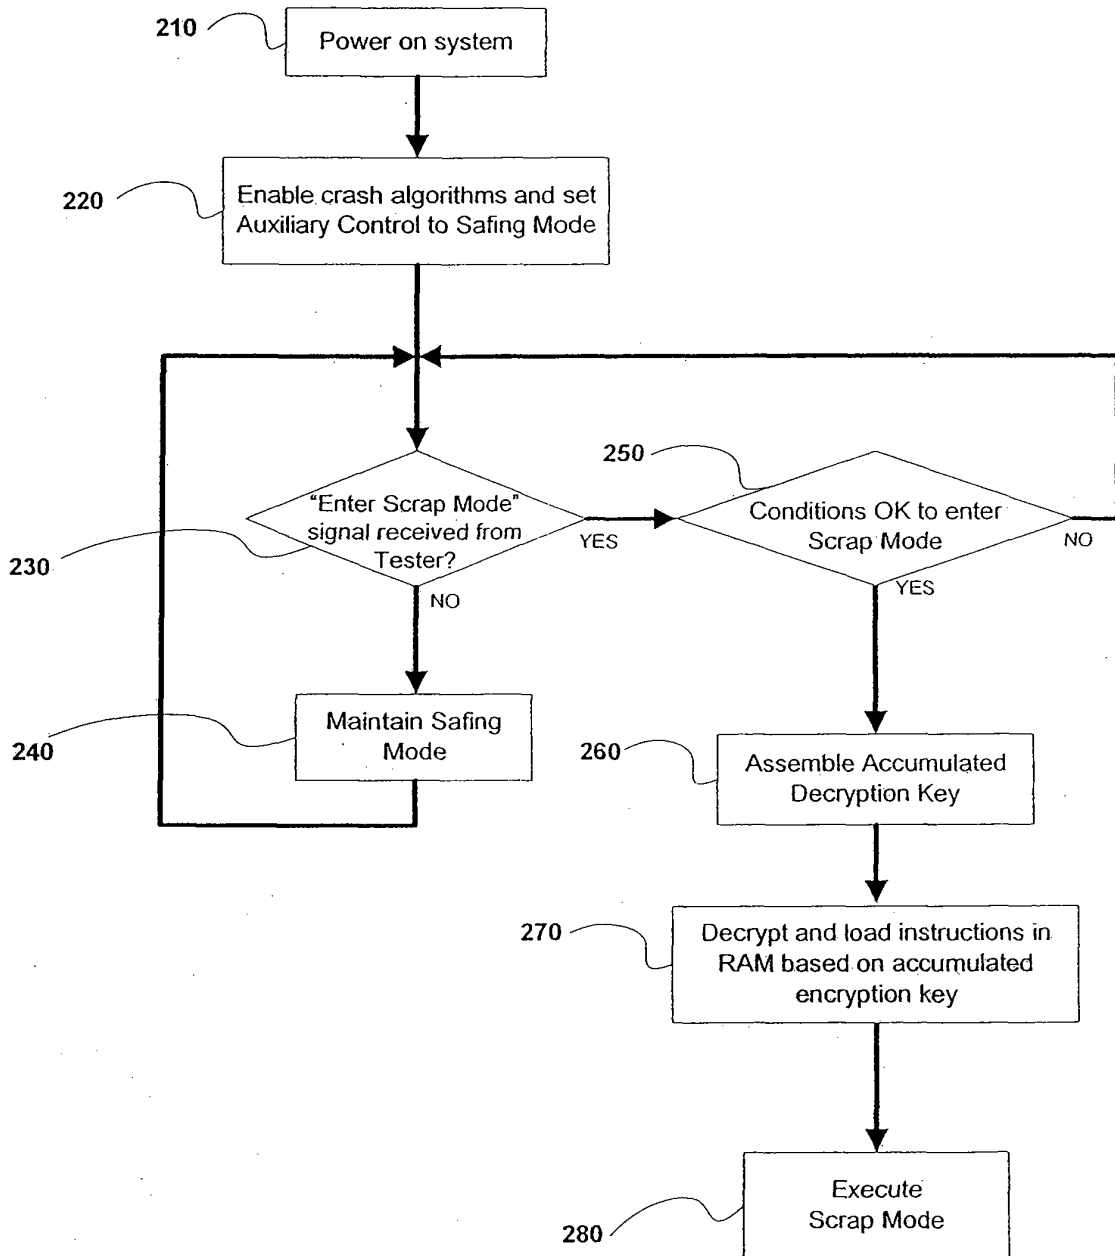 210
Power on system
220
Enable crash algorithms and set
Auxiliary Control to Safing Mode
230
“Enter Scrap Mode”
signal received from
Tester?
YES
NO
250
Conditions OK to enter
Scrap Mode
NO
YES
240
Maintain Safing
Mode
260
Assemble Accumulated
Decryption Key
270
Decrypt and load instructions in
RAM based on accumulated
encryption key
280
Execute
Scrap Mode